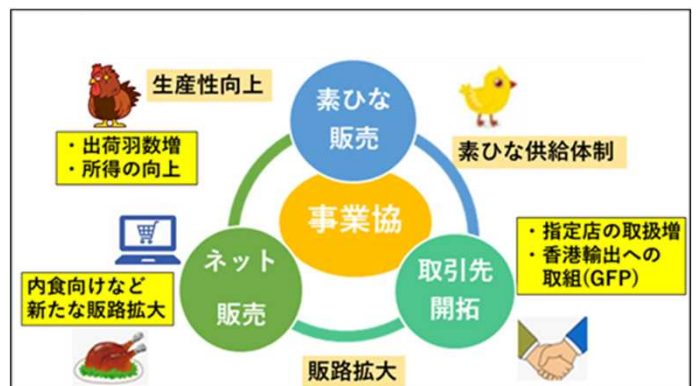 生産性向上
・出荷羽数増
・所得の向上
素ひな
販売
素ひな供給体制
事業協
ネット
販売
内食向けなど
新たな販路拡大
取引先
開拓
・指定店の取扱増
・香港輸出への
取組(GFP)
販路拡大